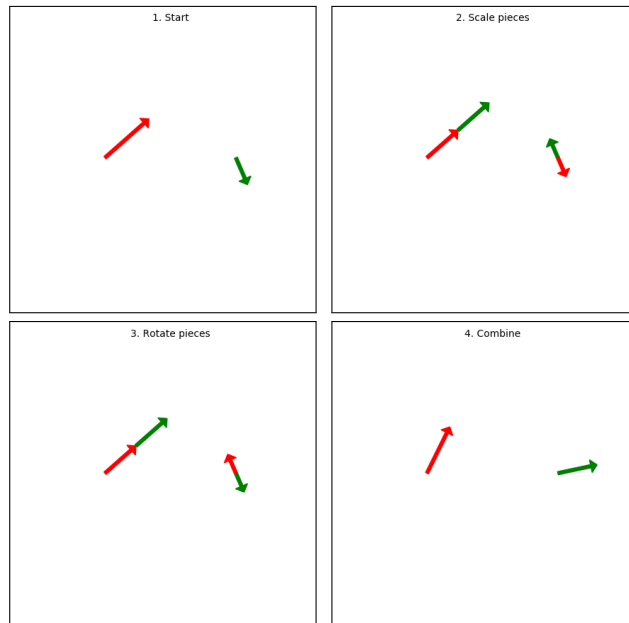 1. Start
2. Scale pieces
3. Rotate pieces
4. Combine